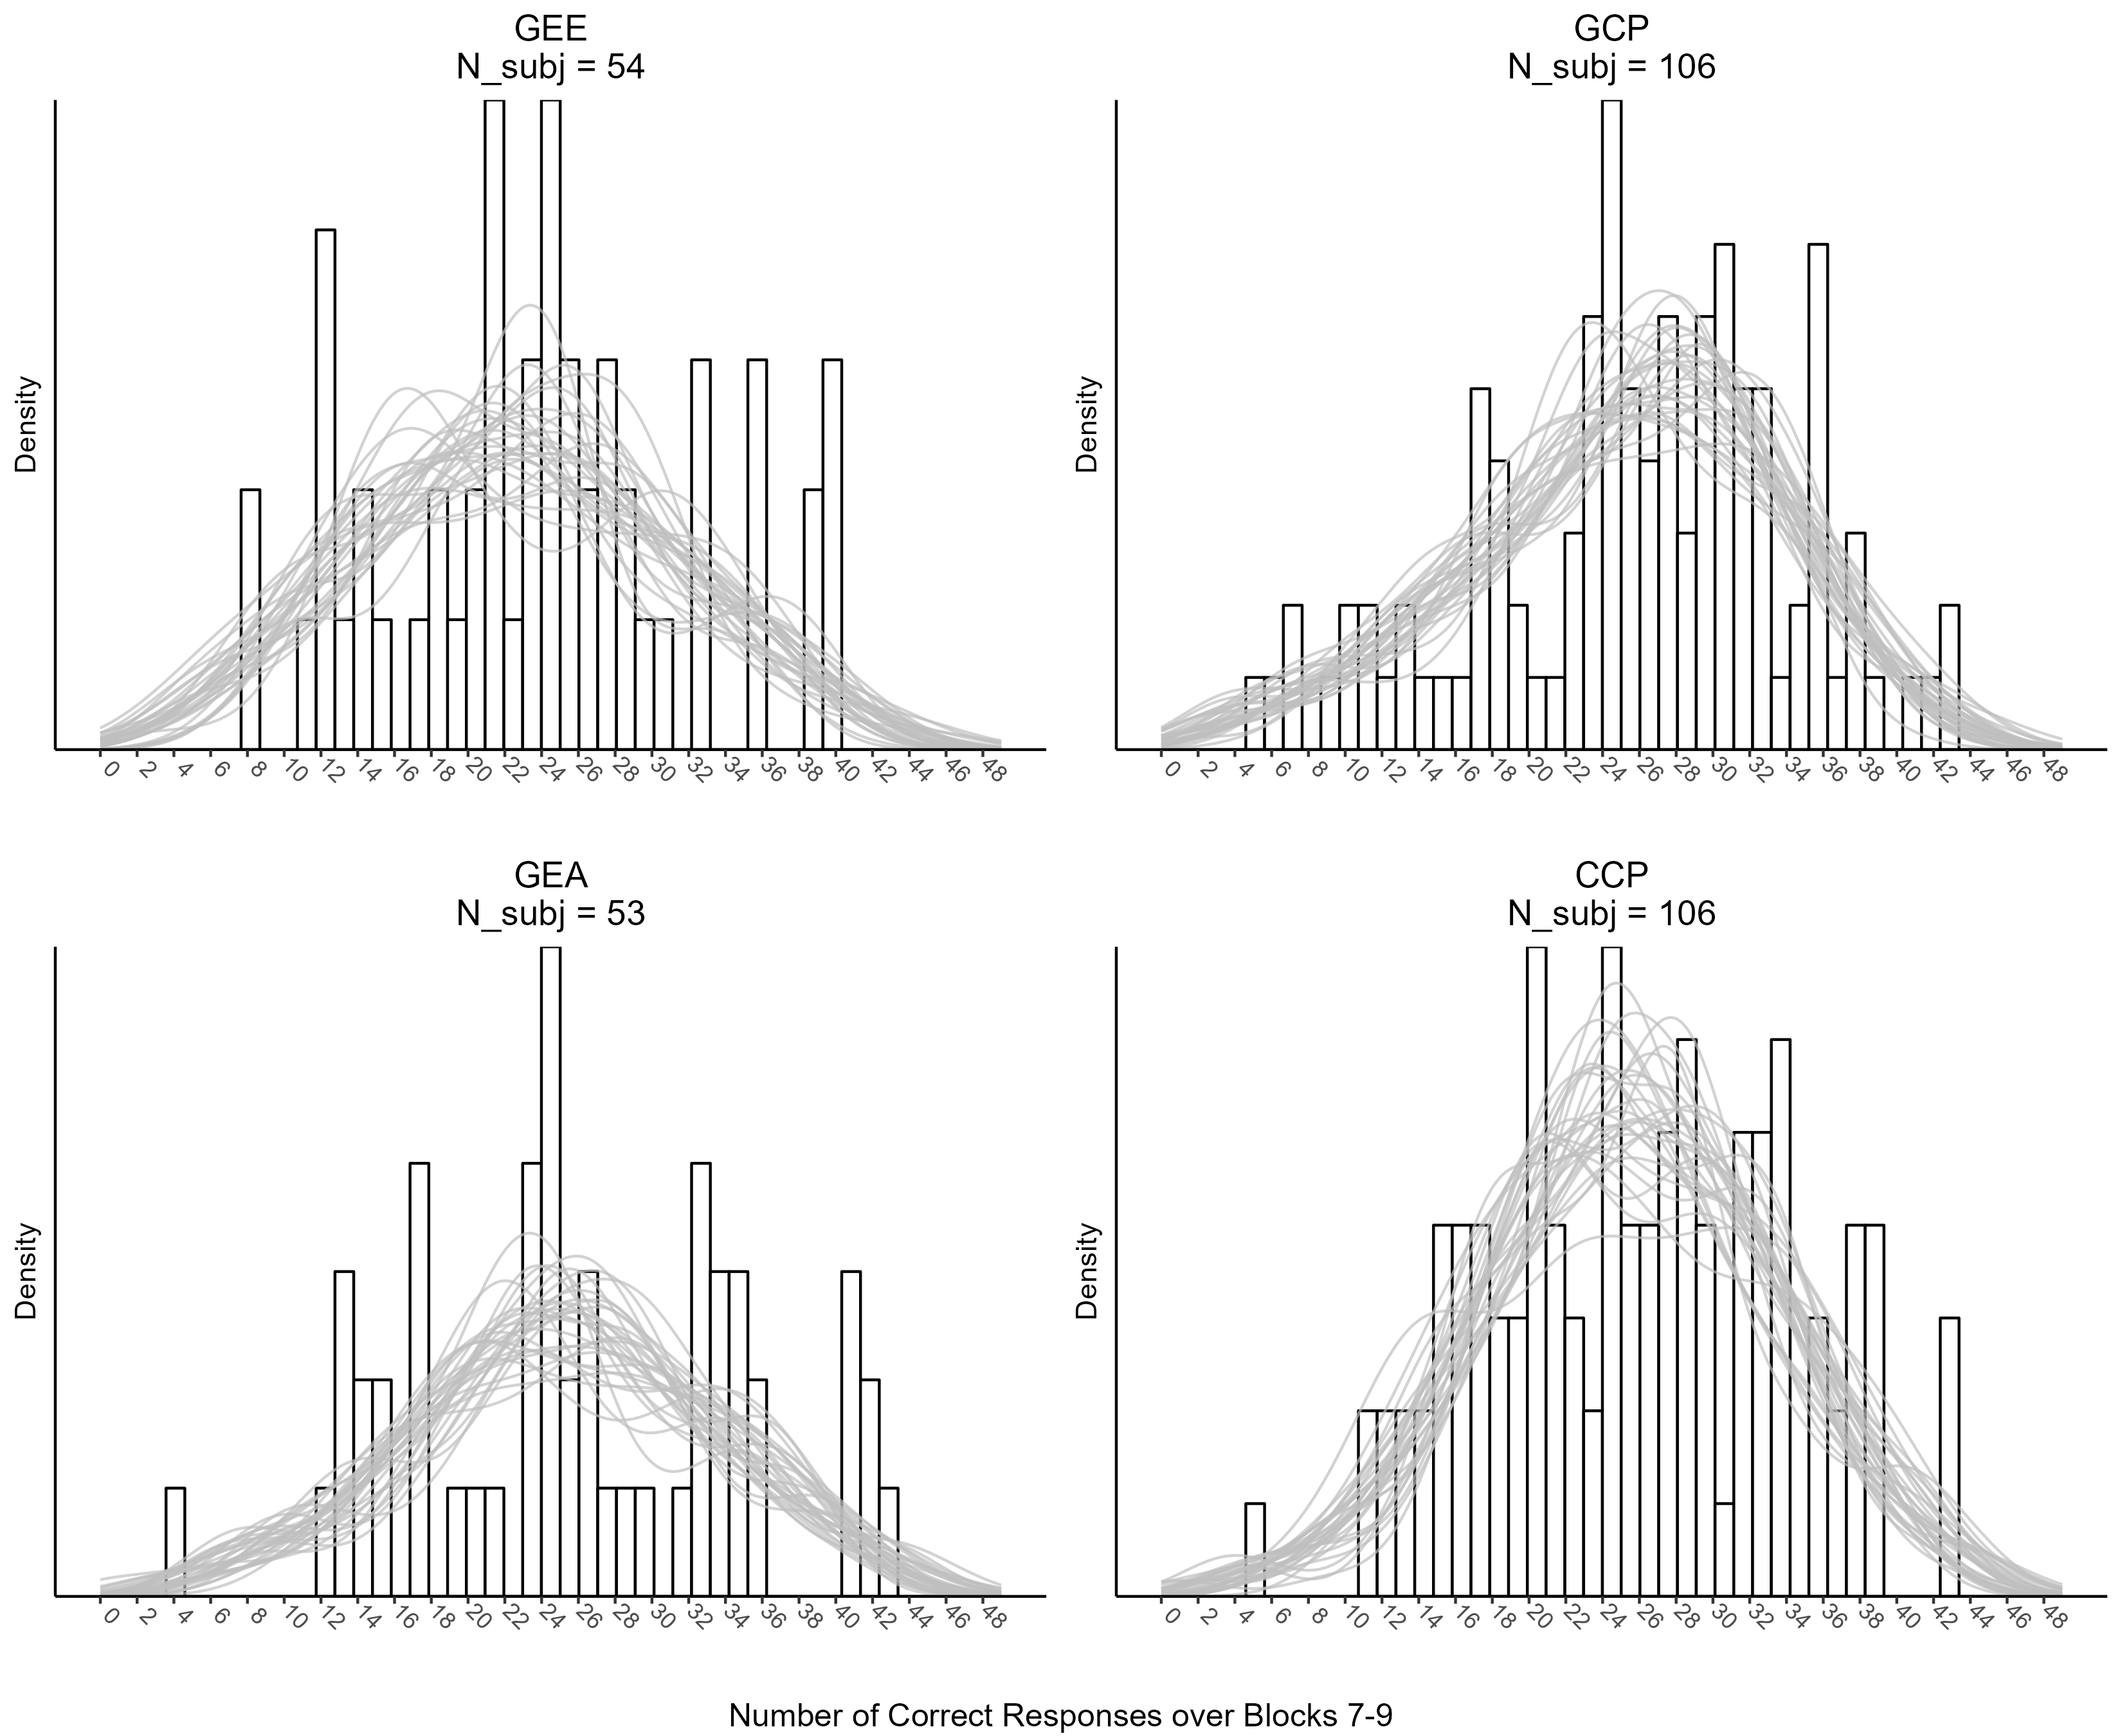 GEE
N_subj = 54
Density
0 2 4 6 8 10 12 14 16 18 20 22 24 26 28 30 32 34 36 38 40 42 44 46 48
GCP
N_subj = 106
Density
0 2 4 6 8 10 12 14 16 18 20 22 24 26 28 30 32 34 36 38 40 42 44 46 48
GEA
N_subj = 53
Density
0 2 4 6 8 10 12 14 16 18 20 22 24 26 28 30 32 34 36 38 40 42 44 46 48
CCP
N_subj = 106
Density
0 2 4 6 8 10 12 14 16 18 20 22 24 26 28 30 32 34 36 38 40 42 44 46 48
Number of Correct Responses over Blocks 7-9